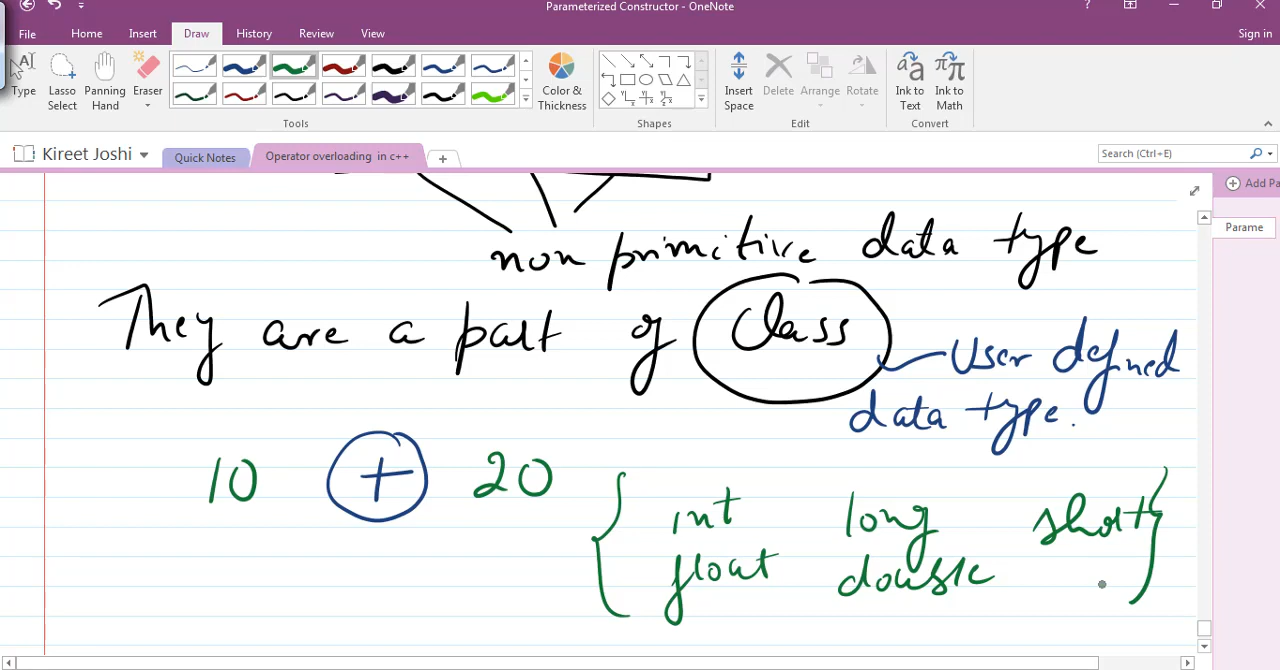 Parameterized Constructor - OneNote
?
File Home Insert Draw History Review View
Sign in
Type
Lasso Select
Panning Hand
Eraser
Color & Thickness
Insert Space
Delete
Arrange
Rotate
Ink to Text
Ink to Math
Tools
Shapes
Edit
Convert
Kireet Joshi
Quick Notes
Operator overloading in c++
+
Search (Ctrl+E)
Add Pa
Parame
non primitive data type
They are a part of Class
User defined
data type.
10 + 20
int long short
float double